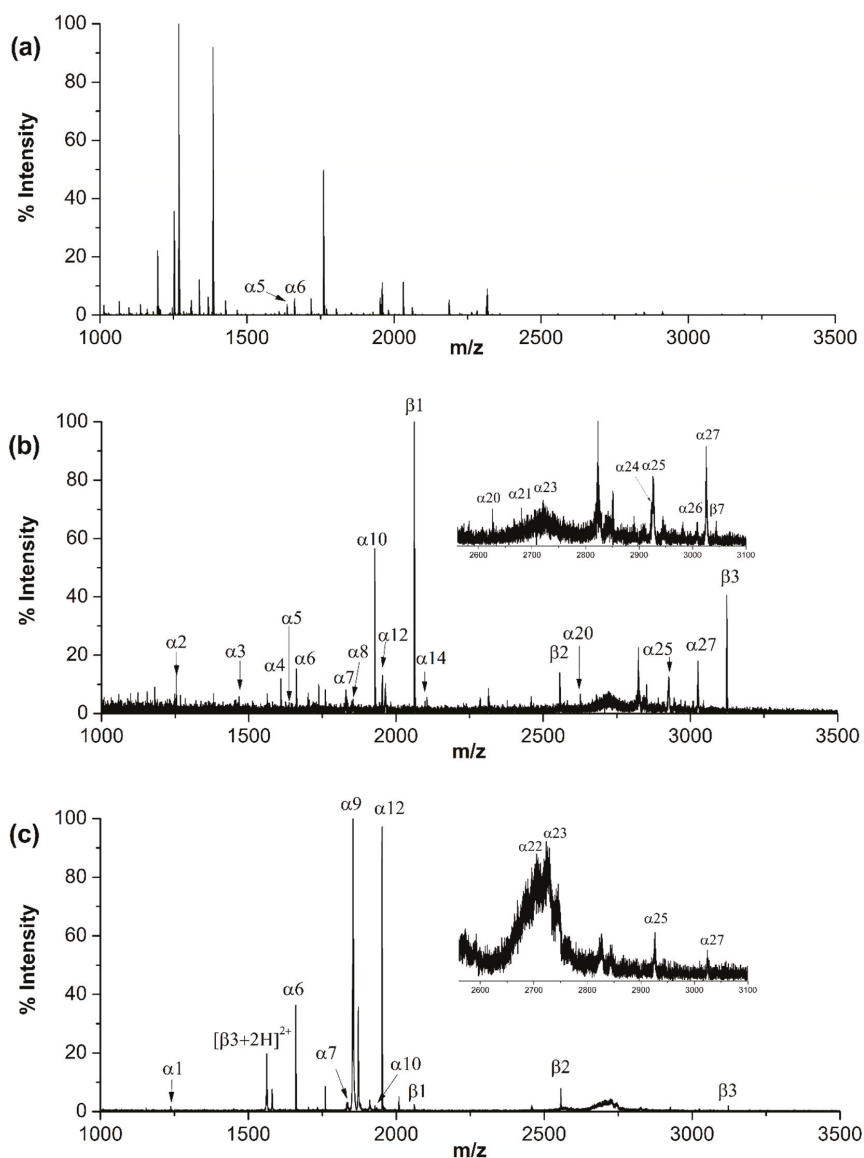 (a)
% Intensity
100
80
60
40
20
0
α5
α6
1000 1500 2000 2500 3000 3500
m/z
(b)
% Intensity
100
80
60
40
20
0
β1
α10
α2
α3
α4
α5
α6
α7
α8
α12
α14
β2
α20
α25
α27
β3
α20
α21
α23
α24
α25
α26
α27
β7
2600 2700 2800 2900 3000 3100
1000 1500 2000 2500 3000 3500
m/z
(c)
% Intensity
100
80
60
40
20
0
α9
α12
α6
[β3+2H]²⁺
α1
α7
α10
β1
β2
β3
α22
α23
α25
α27
2600 2700 2800 2900 3000 3100
1000 1500 2000 2500 3000 3500
m/z